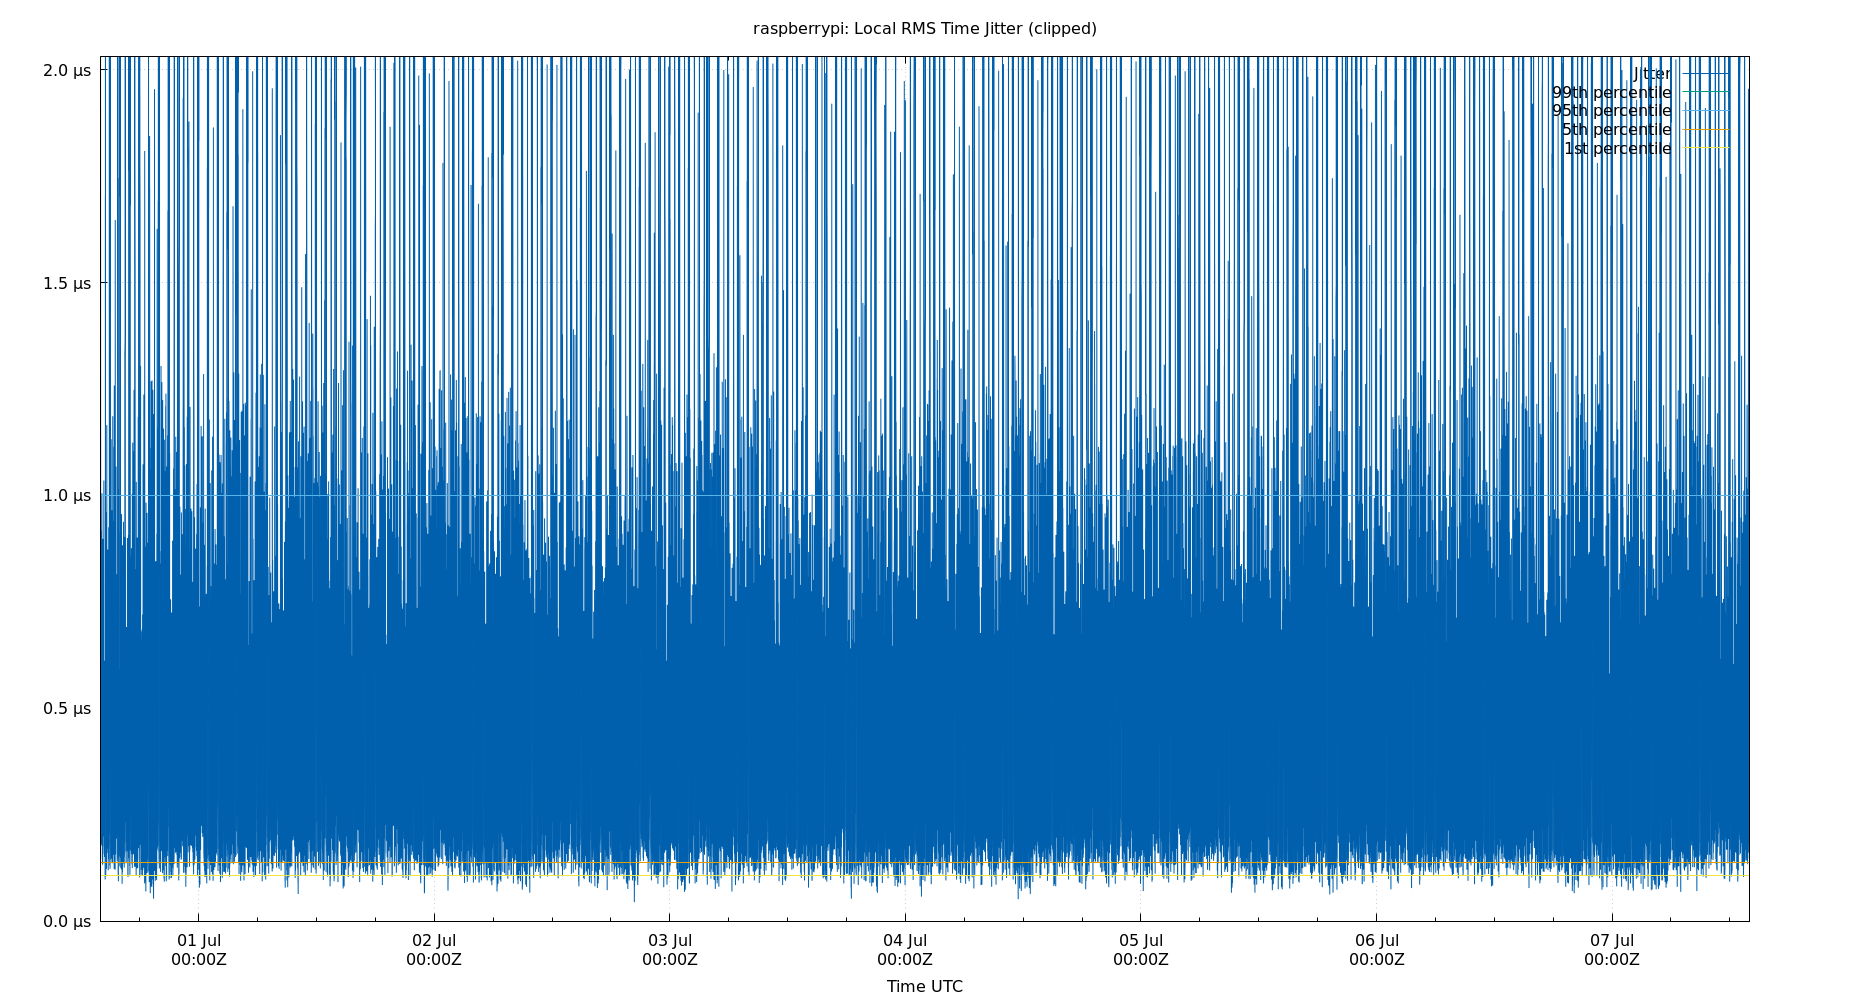 raspberrypi: Local RMS Time Jitter (clipped)
2.0 µs
1.5 µs
1.0 µs
0.5 µs
0.0 µs
Jitter
99th percentile
95th percentile
5th percentile
1st percentile
01 Jul
00:00Z
02 Jul
00:00Z
03 Jul
00:00Z
04 Jul
00:00Z
05 Jul
00:00Z
06 Jul
00:00Z
07 Jul
00:00Z
Time UTC